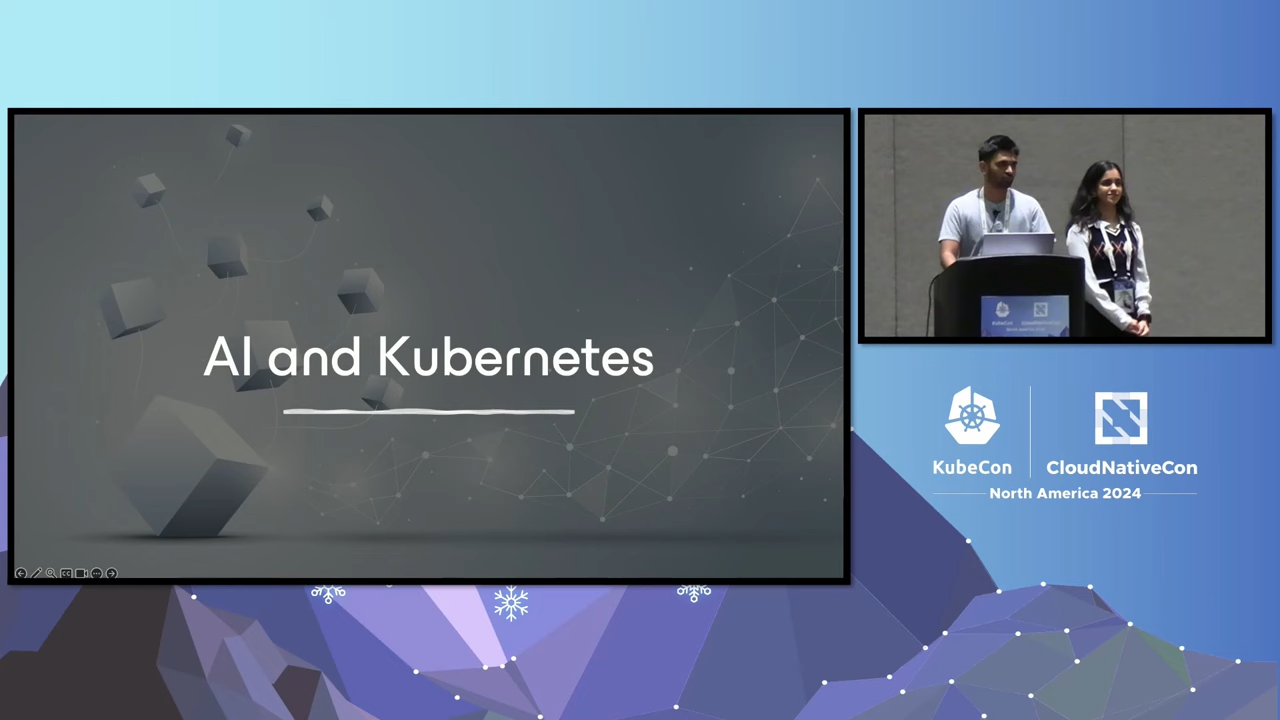 AI and Kubernetes
KubeCon
CloudNativeCon
North America 2024